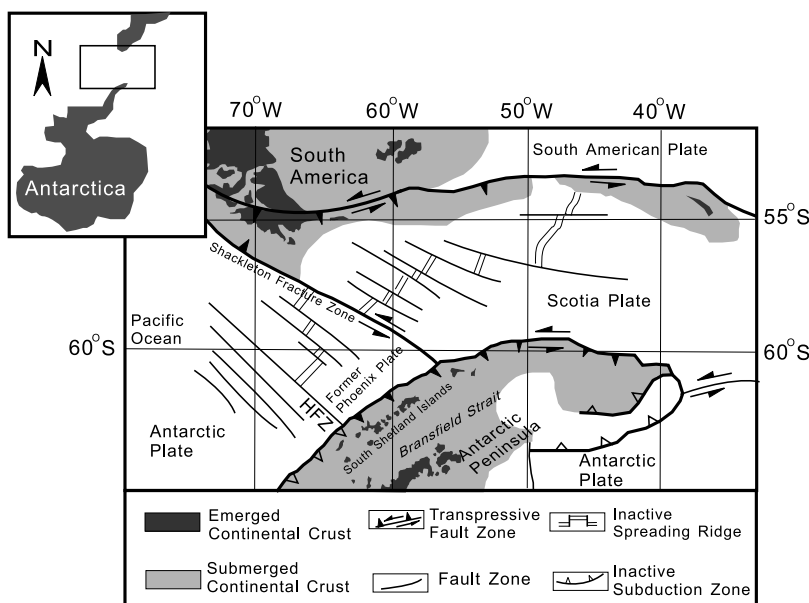 N
Antarctica
70°W
60°W
50°W
40°W
South
America
South American Plate
55°S
Shackleton Fracture Zone
Scotia Plate
Pacific
Ocean
60°S
60°S
Former
Phoenix Plate
HFZ
South Shetland Islands
Bransfield Strait
Antarctic
Peninsula
Antarctic
Plate
Antarctic
Plate
Emerged
Continental Crust
Transpressive
Fault Zone
Inactive
Spreading Ridge
Submerged
Continental Crust
Fault Zone
Inactive
Subduction Zone